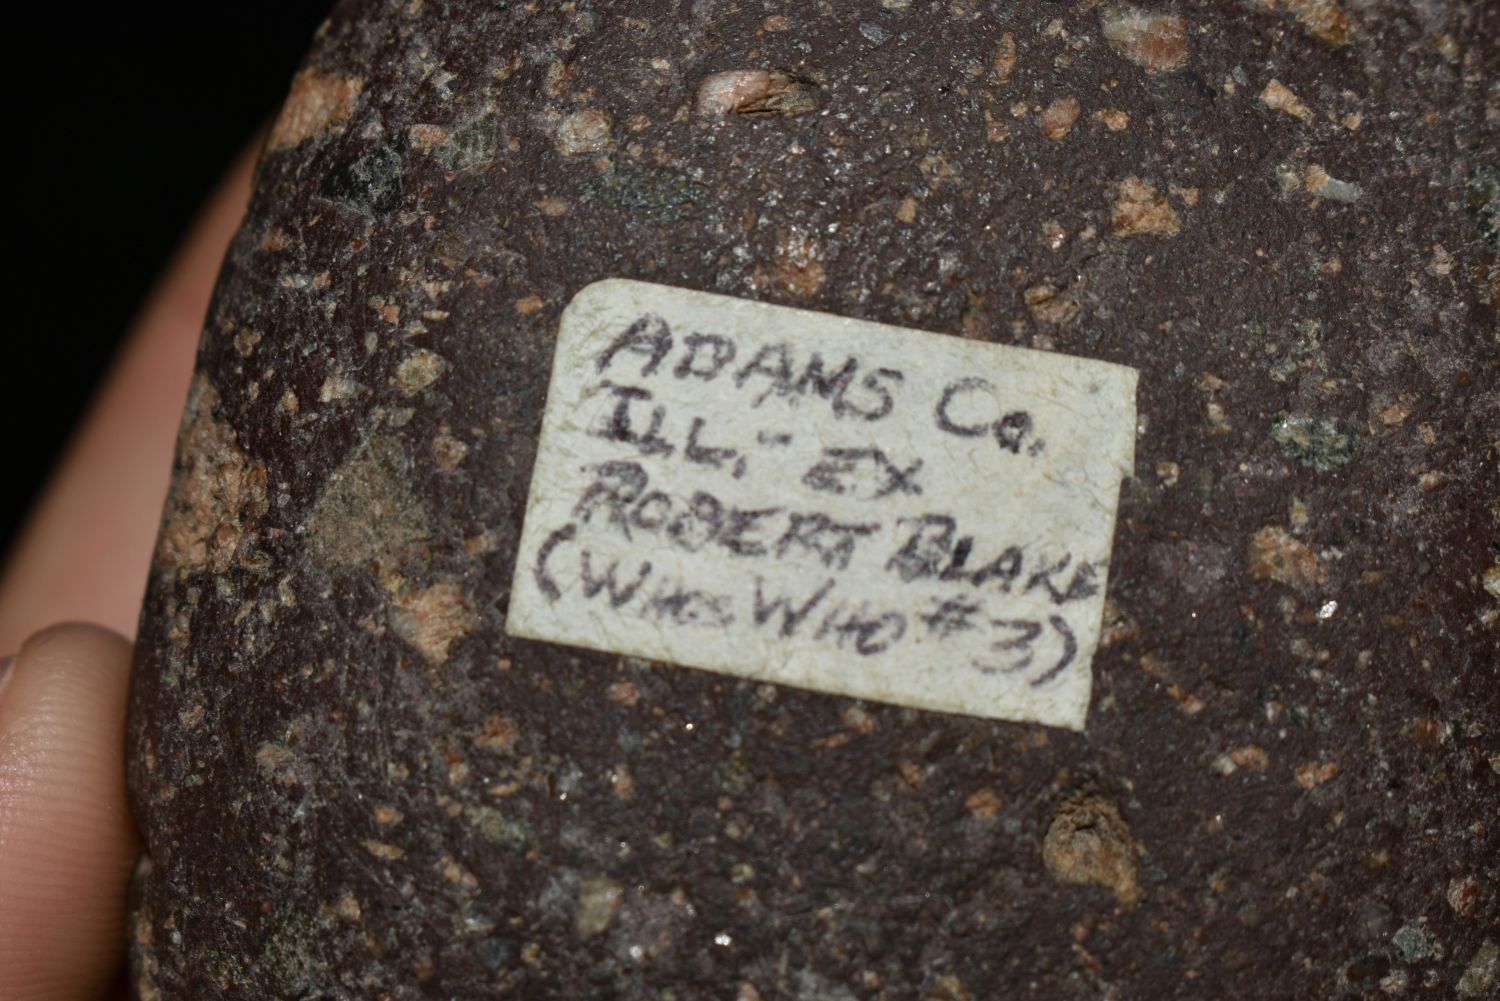 ADAMS Co.
ILL, - EX
ROBERT BLAKE
(WHOS WHO # 3)